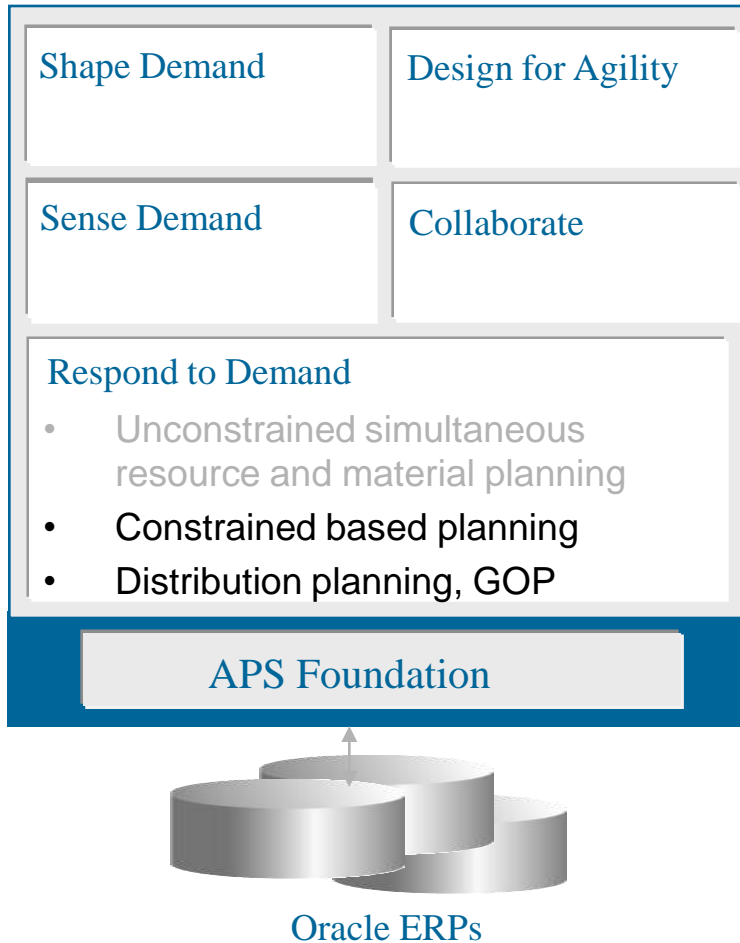 Shape Demand
Design for Agility
Sense Demand
Collaborate
Respond to Demand
• Unconstrained simultaneous
resource and material planning
• Constrained based planning
• Distribution planning, GOP
APS Foundation
Oracle ERPs